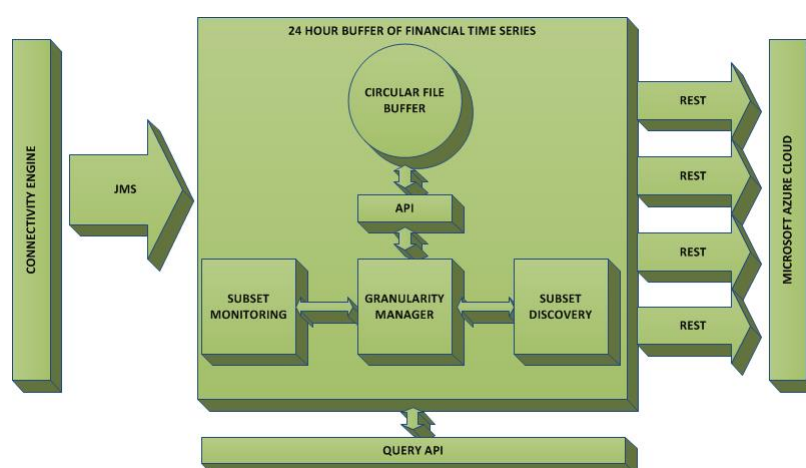 24 HOUR BUFFER OF FINANCIAL TIME SERIES
CONNECTIVITY ENGINE
JMS
CIRCULAR FILE
BUFFER
API
SUBSET
MONITORING
GRANULARITY
MANAGER
SUBSET
DISCOVERY
REST
REST
REST
REST
MICROSOFT AZURE CLOUD
QUERY API